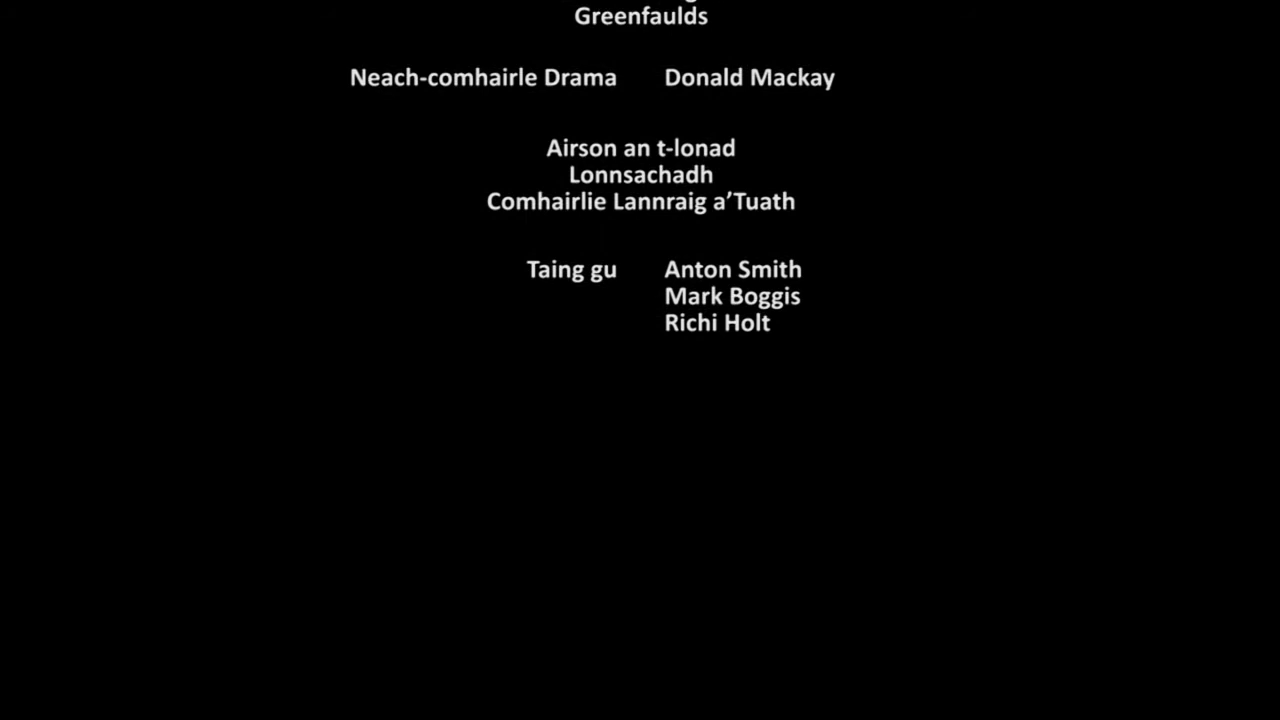 Greenfaulds
Neach-comhairle Drama Donald Mackay
Airson an t-Ionad
Lonnsachadh
Comhairlie Lannraig a’Tuath
Taing gu Anton Smith
Mark Boggis
Richi Holt